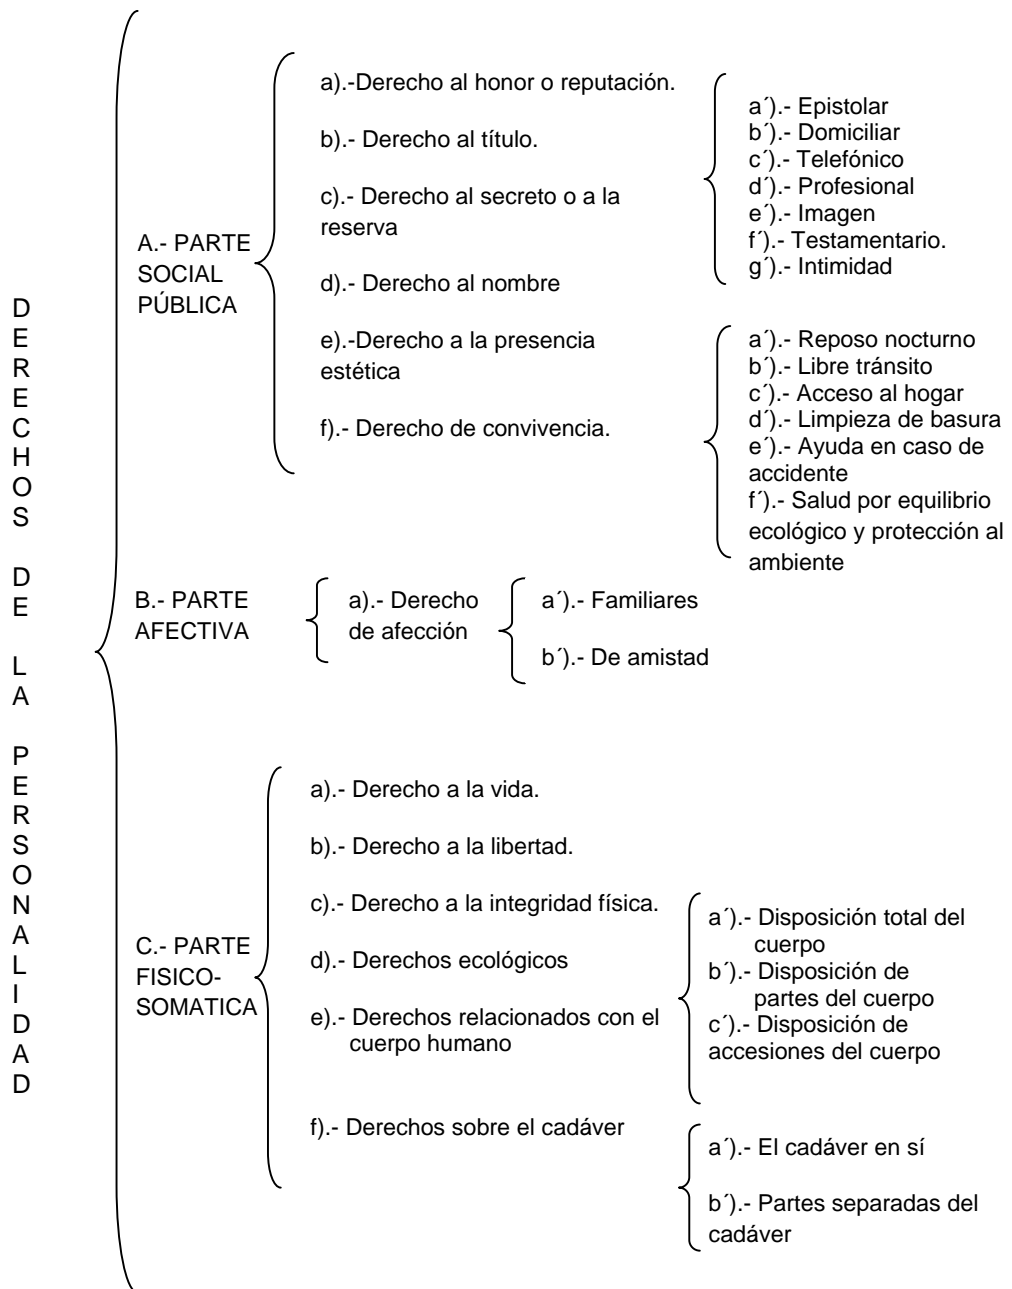 DERECHOS DE LA PERSONALIDAD
A.- PARTE
SOCIAL
PÚBLICA
a).-Derecho al honor o reputación.
b).- Derecho al título.
c).- Derecho al secreto o a la
reserva
a´).- Epistolar
b´).- Domiciliar
c´).- Telefónico
d´).- Profesional
e´).- Imagen
f´).- Testamentario.
g´).- Intimidad
d).- Derecho al nombre
e).-Derecho a la presencia
estética
f).- Derecho de convivencia.
a´).- Reposo nocturno
b´).- Libre tránsito
c´).- Acceso al hogar
d´).- Limpieza de basura
e´).- Ayuda en caso de
accidente
f´).- Salud por equilibrio
ecológico y protección al
ambiente
B.- PARTE
AFECTIVA
a).- Derecho
de afección
a´).- Familiares
b´).- De amistad
C.- PARTE
FISICO-
SOMATICA
a).- Derecho a la vida.
b).- Derecho a la libertad.
c).- Derecho a la integridad física.
d).- Derechos ecológicos
e).- Derechos relacionados con el
cuerpo humano
a´).- Disposición total del
cuerpo
b´).- Disposición de
partes del cuerpo
c´).- Disposición de
accesiones del cuerpo
f).- Derechos sobre el cadáver
a´).- El cadáver en sí
b´).- Partes separadas del
cadáver